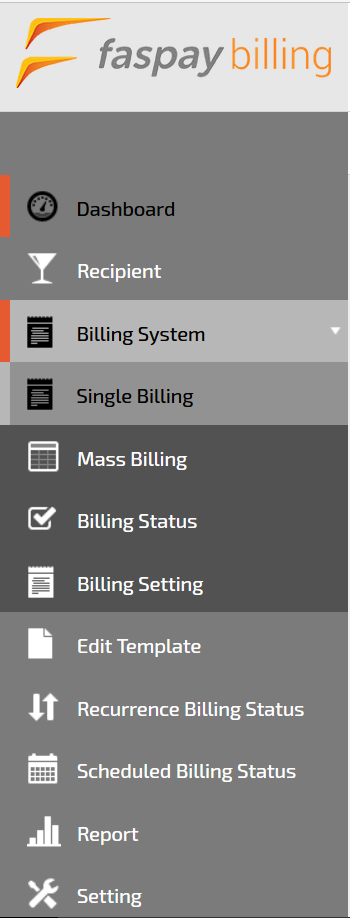 faspay billing
Dashboard
Recipient
Billing System
Single Billing
Mass Billing
Billing Status
Billing Setting
Edit Template
Recurrence Billing Status
Scheduled Billing Status
Report
Setting